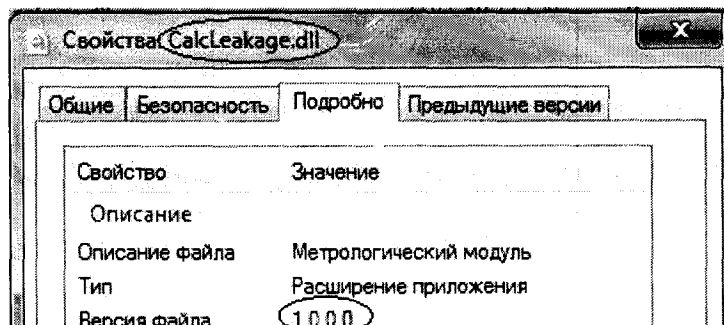 Свойства: CalcLeakage.dll
Общие Безопасность Подробно Предыдущие версии
Свойство Значение
Описание
Описание файла Метрологический модуль
Тип Расширение приложения
Версия файла 1.0.0.0